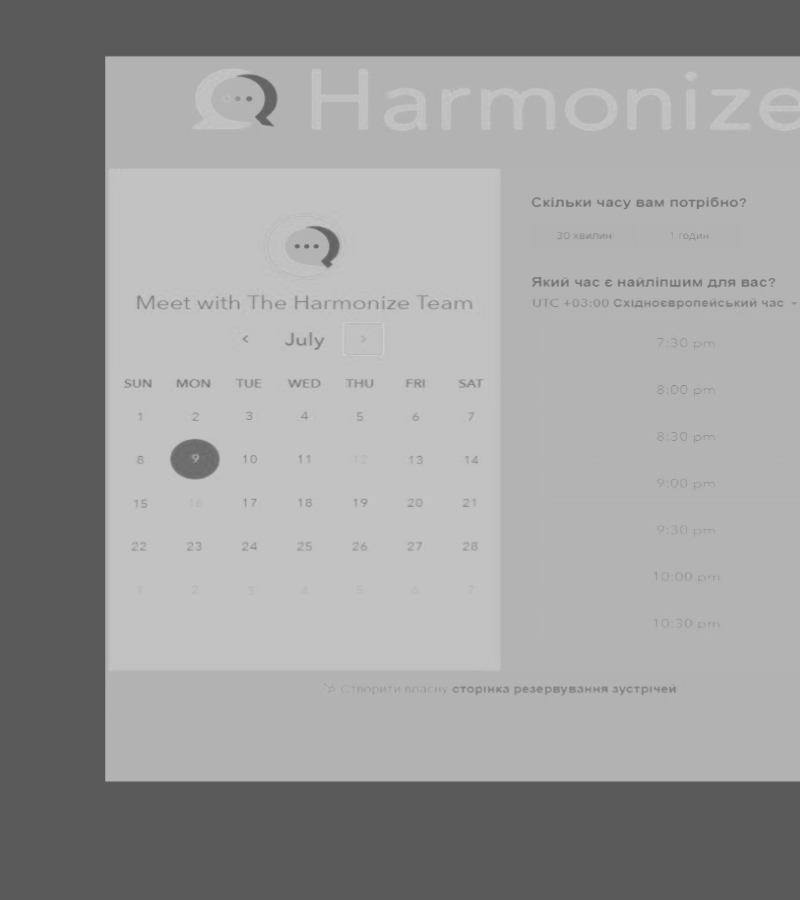 Harmonize
Meet with The Harmonize Team
‹ July ›
SUN MON TUE WED THU FRI SAT
1 2 3 4 5 6 7
8 9 10 11 12 13 14
15 16 17 18 19 20 21
22 23 24 25 26 27 28
1 2 3 4 5 6 7
Скільки часу вам потрібно?
30 хвилин 1 годин
Який час є найліпшим для вас?
UTC +03:00 Східноєвропейський час
7:30 pm
8:00 pm
8:30 pm
9:00 pm
9:30 pm
10:00 pm
10:30 pm
Створити власну сторінка резервування зустрічей